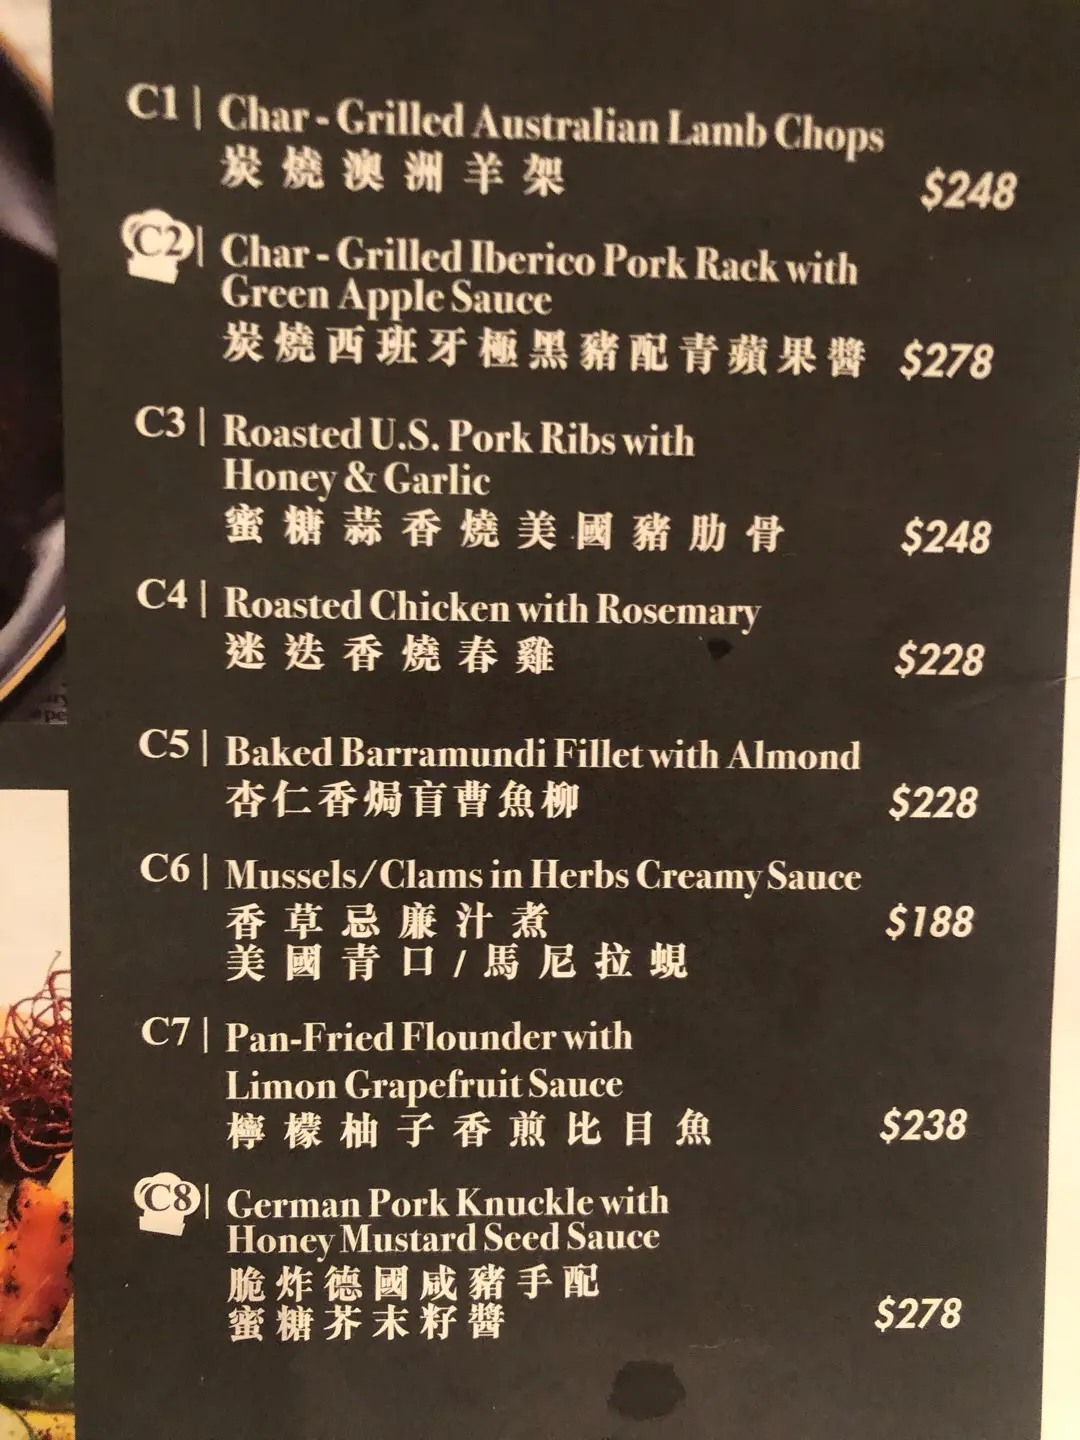 C1 | Char - Grilled Australian Lamb Chops
炭燒澳洲羊架
$248
C2 | Char - Grilled Iberico Pork Rack with
Green Apple Sauce
炭燒西班牙極黑豬配青蘋果醬 $278
C3 | Roasted U.S. Pork Ribs with
Honey & Garlic
蜜糖蒜香燒美國豬肋骨 $248
C4 | Roasted Chicken with Rosemary
迷迭香燒春雞 $228
C5 | Baked Barramundi Fillet with Almond
杏仁香焗盲曹魚柳 $228
C6 | Mussels/Clams in Herbs Creamy Sauce
香草忌廉汁煮 $188
美國青口/馬尼拉蜆
C7 | Pan-Fried Flounder with
Limon Grapefruit Sauce
檸檬柚子香煎比目魚 $238
C8 | German Pork Knuckle with
Honey Mustard Seed Sauce
脆炸德國咸豬手配
蜜糖芥末籽醬 $278